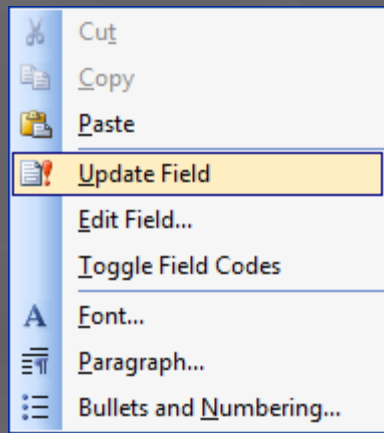 Cut
Copy
Paste
Update Field
Edit Field...
Toggle Field Codes
Font...
Paragraph...
Bullets and Numbering...